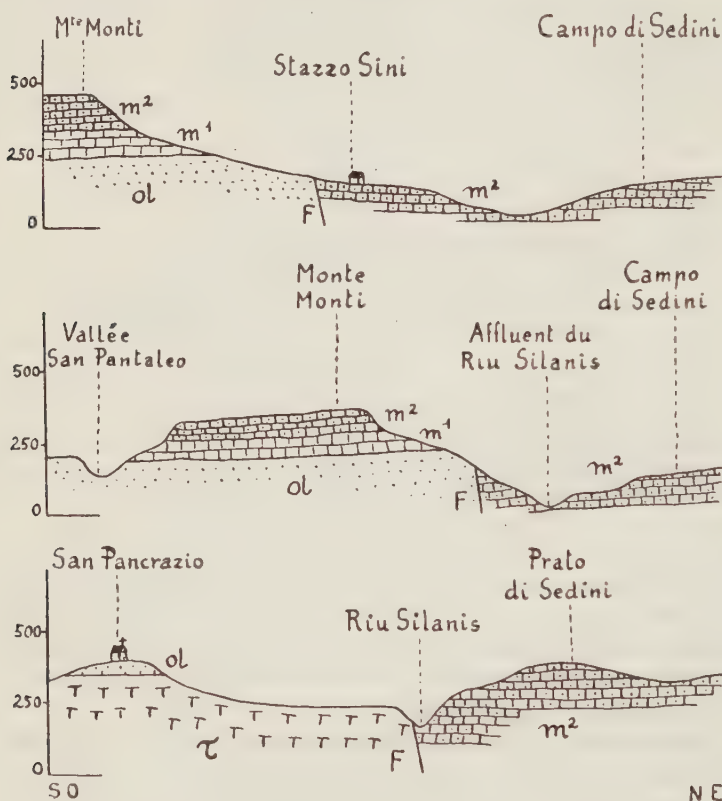 Mte Monti
Campo di Sedini
Stazzo Sini
500
m²
m¹
250
ol
m²
0
F
Monte
Monti
Campo
di Sedini
Vallée
San Pantaleo
Affluent du
Riu Silanis
500
m²
m¹
250
m²
ol
0
F
San Pancrazio
Prato
di Sedini
Riu Silanis
500
ol
250
τ
m²
0
F
SO
NE